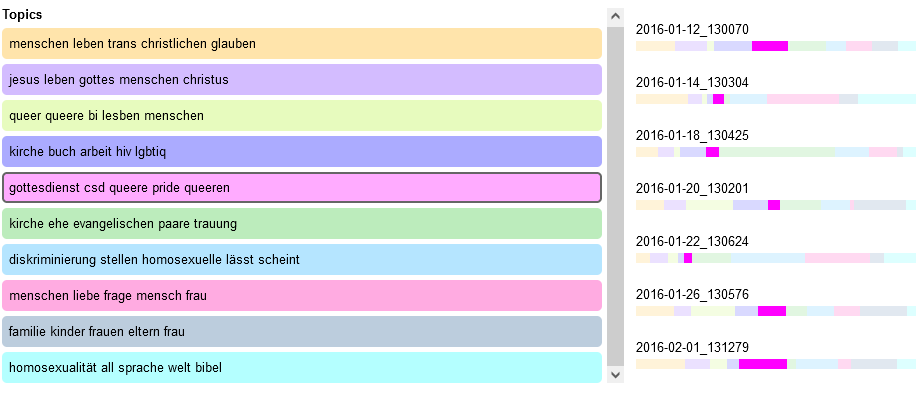 Topics
menschen leben trans christlichen glauben
jesus leben gottes menschen christus
queer queere bi lesben menschen
kirche buch arbeit hiv lgbtiq
gottesdienst csd queere pride queeren
kirche ehe evangelischen paare trauung
diskriminierung stellen homosexuelle lässt scheint
menschen liebe frage mensch frau
familie kinder frauen eltern frau
homosexualität all sprache welt bibel
2016-01-12_130070
2016-01-14_130304
2016-01-18_130425
2016-01-20_130201
2016-01-22_130624
2016-01-26_130576
2016-02-01_131279